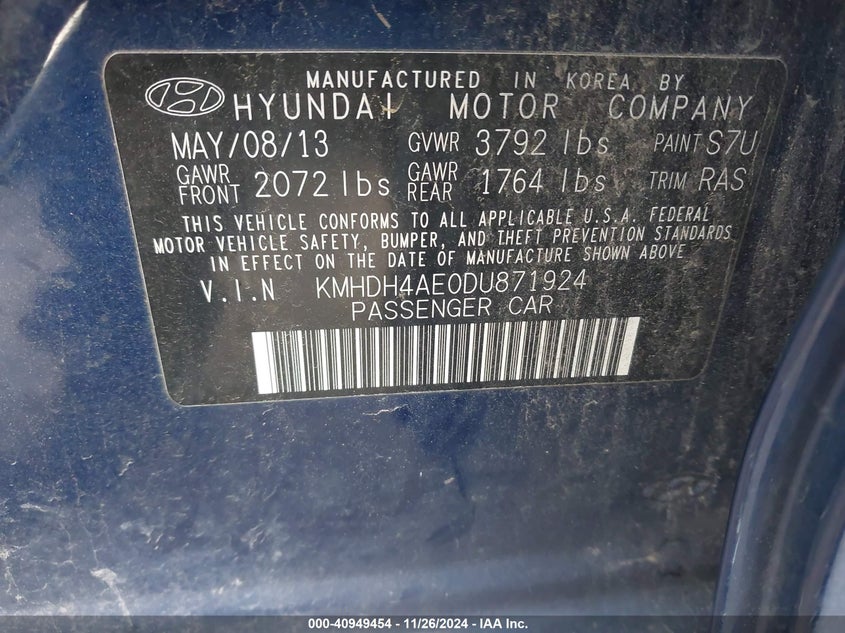 MANUFACTURED IN KOREA BY
HYUNDAI MOTOR COMPANY
MAY/08/13 GVWR 3792 lbs PAINT S7U
GAWR FRONT 2072 lbs GAWR REAR 1764 lbs TRIM RAS
THIS VEHICLE CONFORMS TO ALL APPLICABLE U.S.A. FEDERAL
MOTOR VEHICLE SAFETY, BUMPER, AND THEFT PREVENTION STANDARDS
IN EFFECT ON THE DATE OF MANUFACTURE SHOWN ABOVE
V.I.N KMHDH4AE0DU871924
PASSENGER CAR
000-40949454 - 11/26/2024 - IAA Inc.